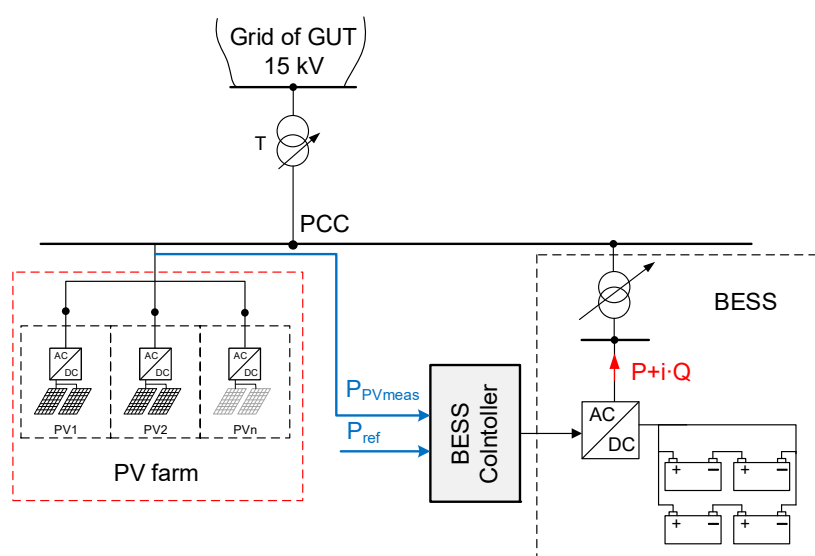 Grid of GUT
15 kV
T
PCC
BESS
P+i·Q
AC
DC
AC
DC
AC
DC
PV1
PV2
PVn
PV farm
PPVmeas
Pref
BESS
Colntoller
AC
DC
+ − + −
+ − + −